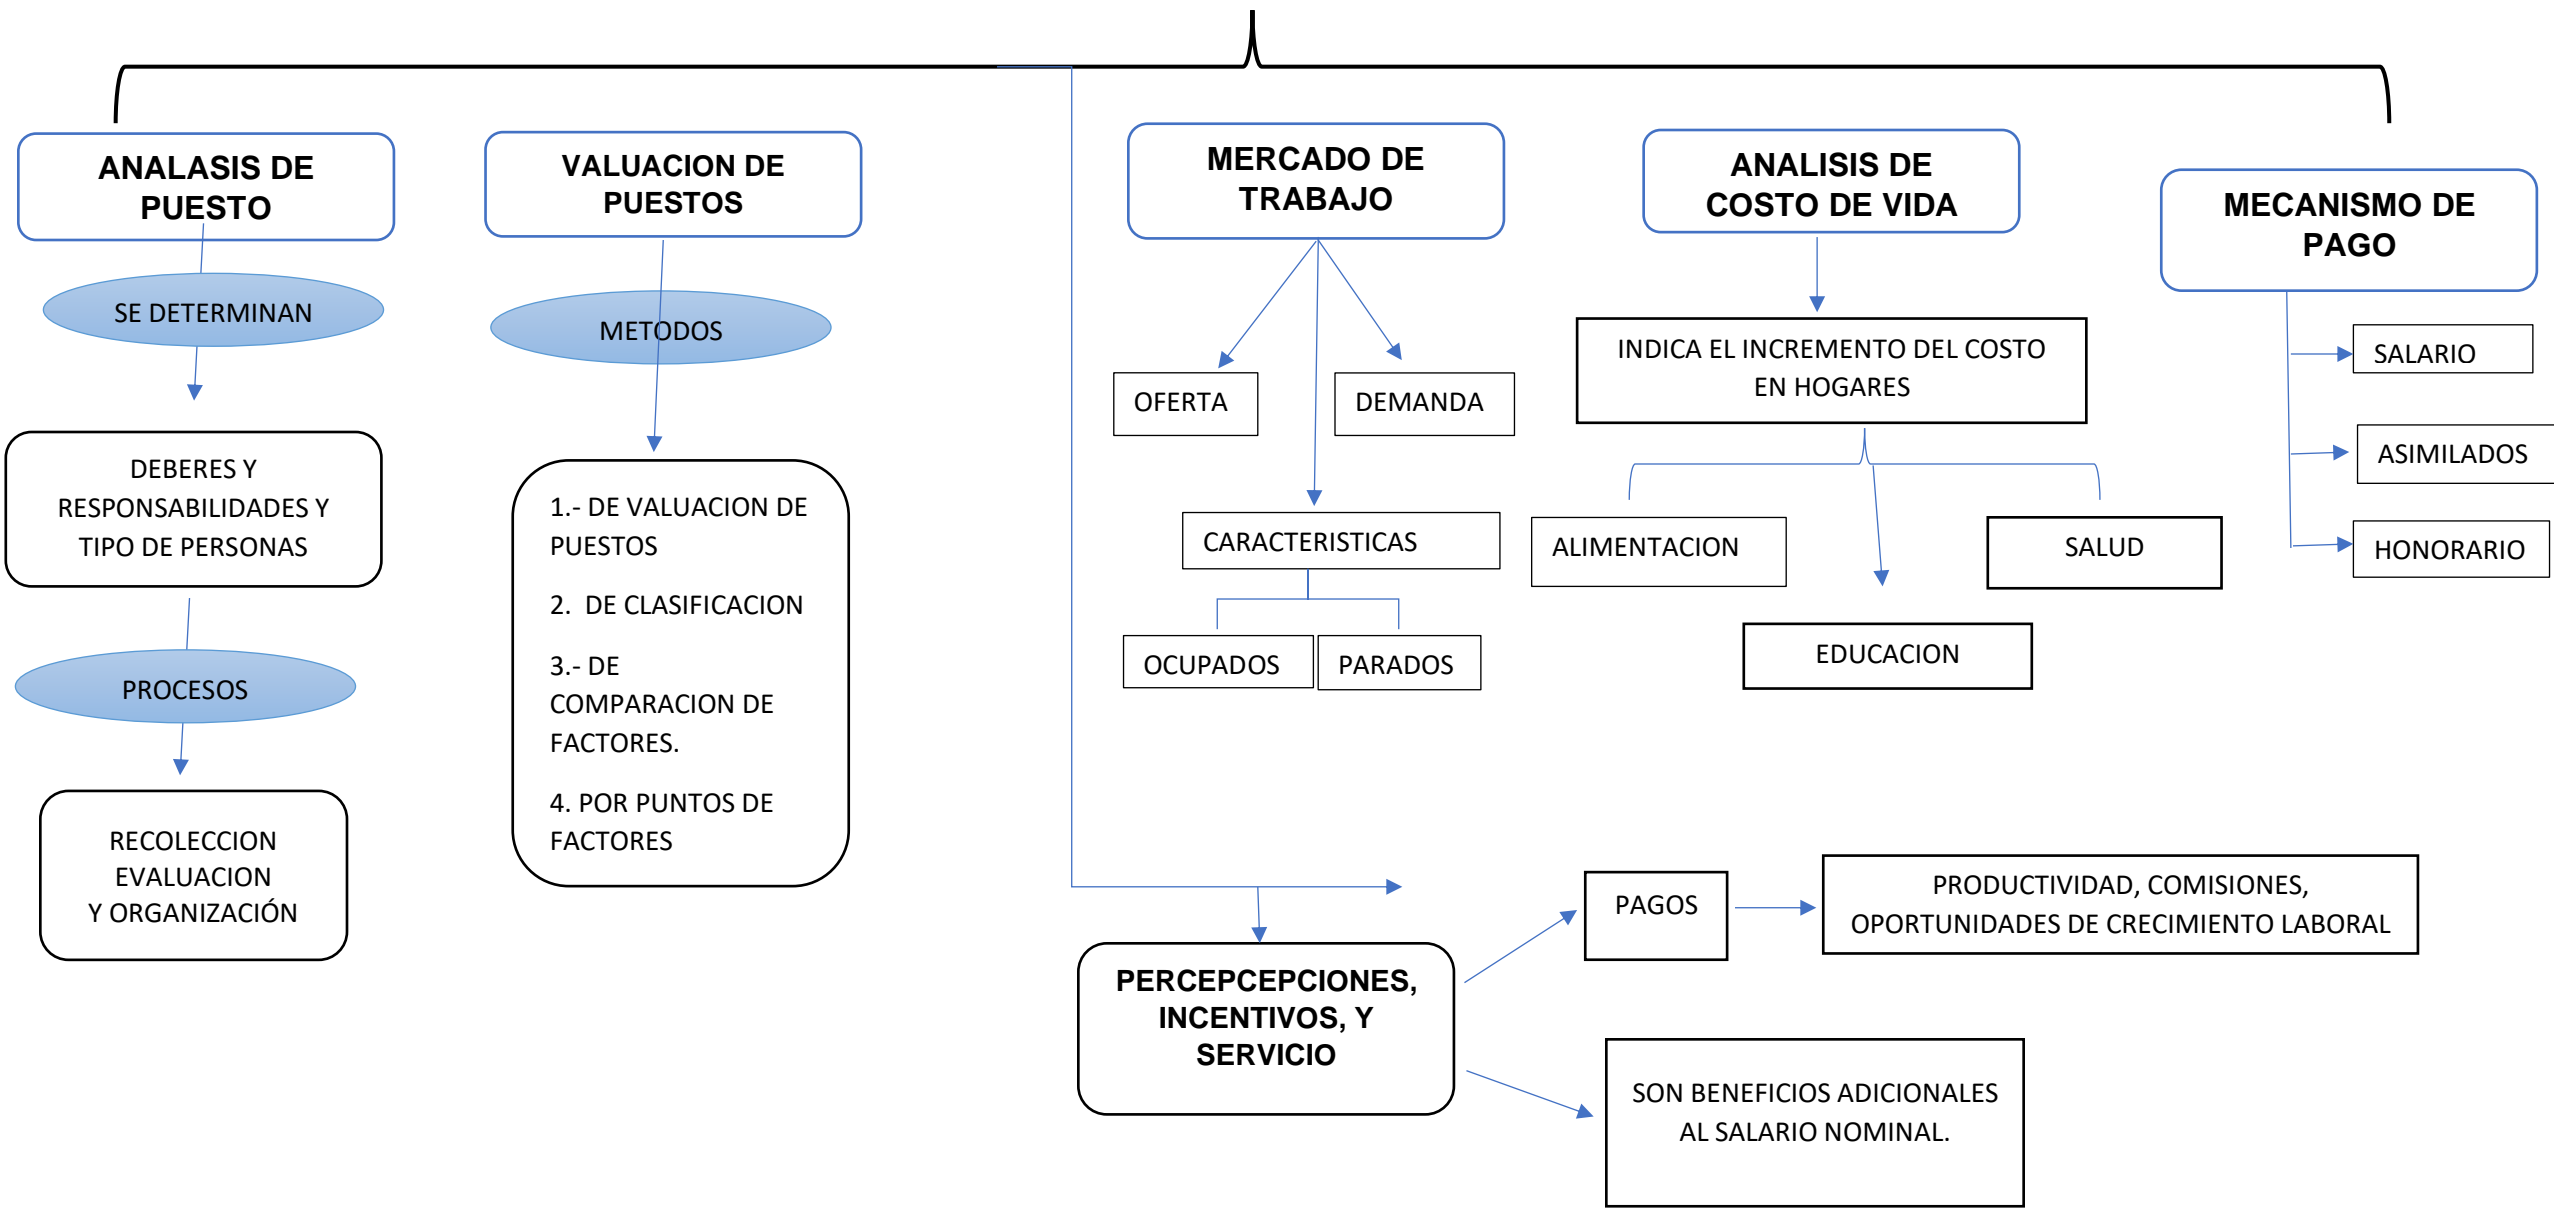 ANALASIS DE
PUESTO
SE DETERMINAN
DEBERES Y
RESPONSABILIDADES Y
TIPO DE PERSONAS
PROCESOS
RECOLECCION
EVALUACION
Y ORGANIZACIÓN
VALUACION DE
PUESTOS
METODOS
1.- DE VALUACION DE
PUESTOS
2. DE CLASIFICACION
3.- DE
COMPARACION DE
FACTORES.
4. POR PUNTOS DE
FACTORES
MERCADO DE
TRABAJO
OFERTA
DEMANDA
CARACTERISTICAS
OCUPADOS
PARADOS
ANALISIS DE
COSTO DE VIDA
INDICA EL INCREMENTO DEL COSTO
EN HOGARES
ALIMENTACION
SALUD
EDUCACION
MECANISMO DE
PAGO
SALARIO
ASIMILADOS
HONORARIO
PERCEPCEPCIONES,
INCENTIVOS, Y
SERVICIO
PAGOS
PRODUCTIVIDAD, COMISIONES,
OPORTUNIDADES DE CRECIMIENTO LABORAL
SON BENEFICIOS ADICIONALES
AL SALARIO NOMINAL.